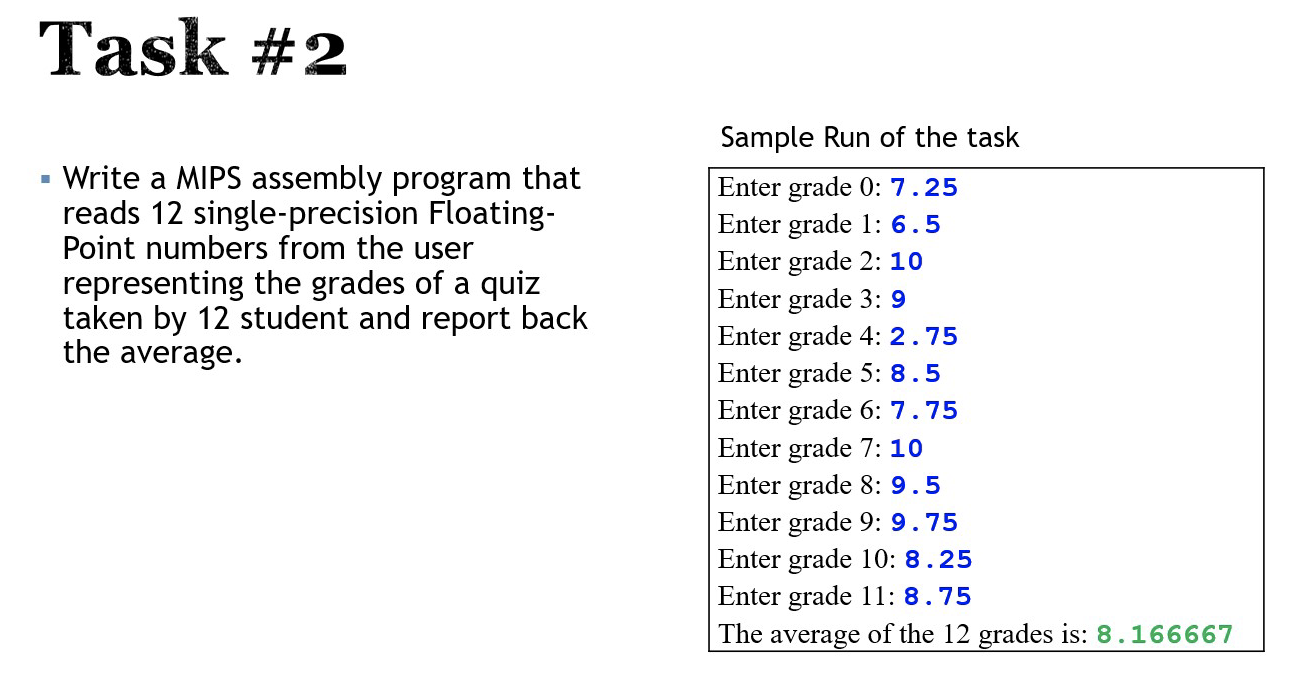 Task #2
Write a MIPS assembly program that
reads 12 single-precision Floating-
Point numbers from the user
representing the grades of a quiz
taken by 12 student and report back
the average.
Sample Run of the task
Enter grade 0: 7.25
Enter grade 1: 6.5
Enter grade 2: 10
Enter grade 3: 9
Enter grade 4: 2.75
Enter grade 5: 8.5
Enter grade 6: 7.75
Enter grade 7: 10
Enter grade 8: 9.5
Enter grade 9: 9.75
Enter grade 10: 8.25
Enter grade 11: 8.75
The average of the 12 grades is: 8.166667